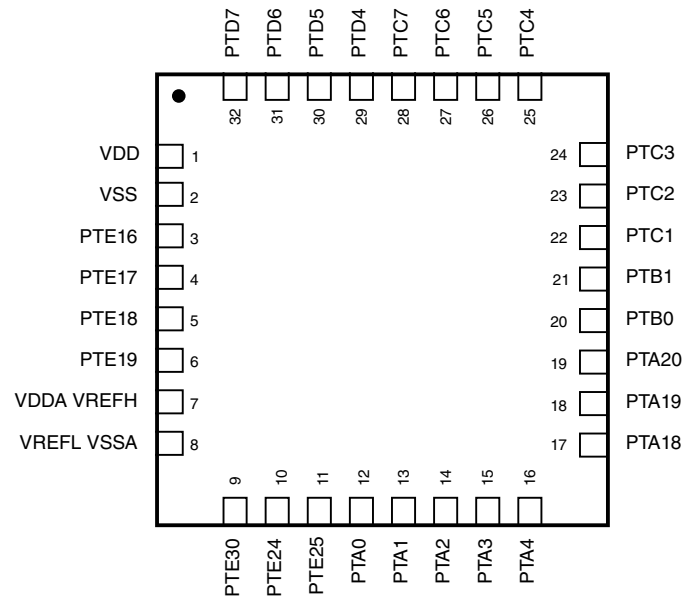 PTD7 PTD6 PTD5 PTD4 PTC7 PTC6 PTC5 PTC4
32 31 30 29 28 27 26 25
VDD 1
VSS 2
PTE16 3
PTE17 4
PTE18 5
PTE19 6
VDDA VREFH 7
VREFL VSSA 8
24 PTC3
23 PTC2
22 PTC1
21 PTB1
20 PTB0
19 PTA20
18 PTA19
17 PTA18
9 10 11 12 13 14 15 16
PTE30 PTE24 PTE25 PTA0 PTA1 PTA2 PTA3 PTA4